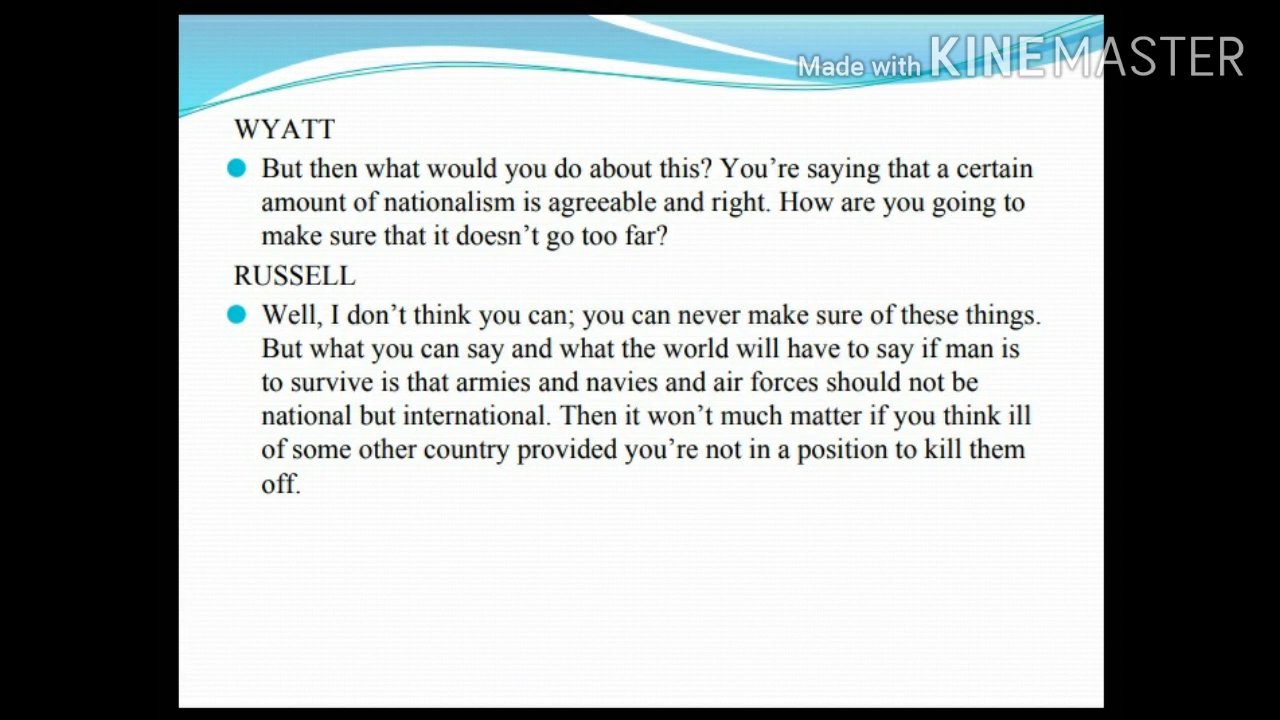 Made with KINEMASTER
WYATT
But then what would you do about this? You’re saying that a certain
amount of nationalism is agreeable and right. How are you going to
make sure that it doesn’t go too far?
RUSSELL
Well, I don’t think you can; you can never make sure of these things.
But what you can say and what the world will have to say if man is
to survive is that armies and navies and air forces should not be
national but international. Then it won’t much matter if you think ill
of some other country provided you’re not in a position to kill them
off.